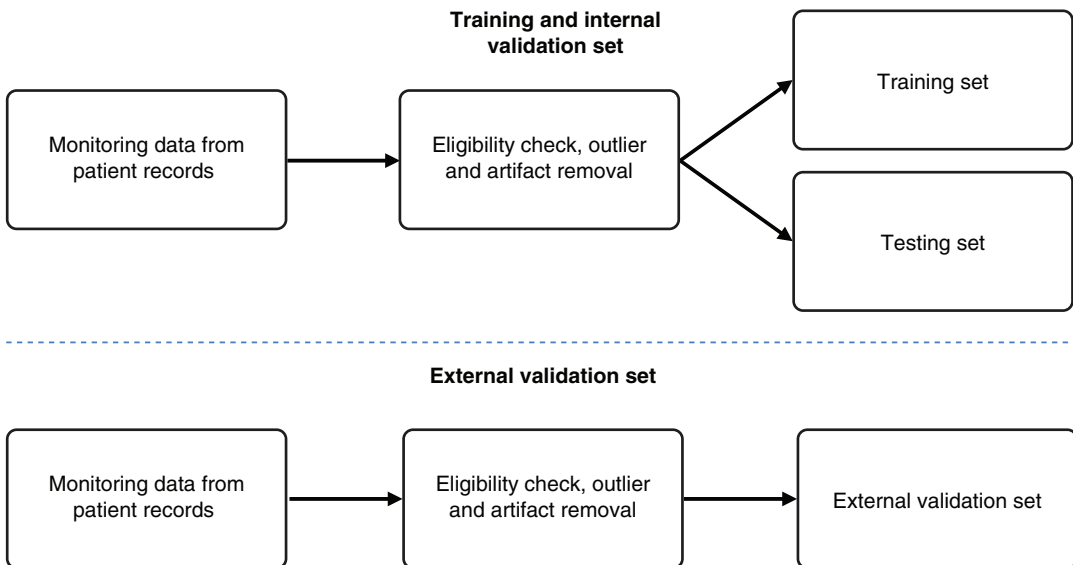 Training and internal
validation set
Monitoring data from
patient records
Eligibility check, outlier
and artifact removal
Training set
Testing set
External validation set
Monitoring data from
patient records
Eligibility check, outlier
and artifact removal
External validation set